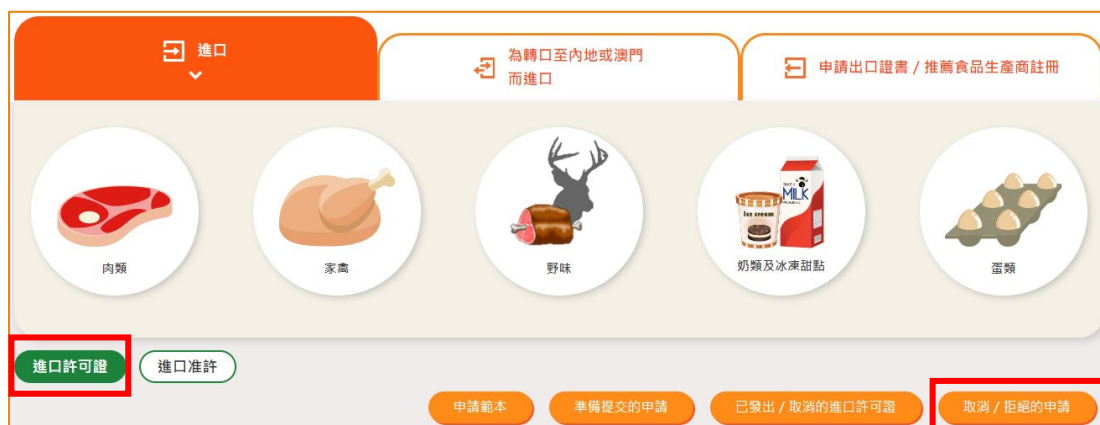 進口
為轉口至內地或澳門
而進口
申請出口證書 / 推薦食品生產商註冊
MILK
Ice cream
肉類
家禽
野味
奶類及冰凍甜點
蛋類
進口許可證
進口准許
申請範本
準備提交的申請
已發出 / 取消的進口許可證
取消 / 拒絕的申請